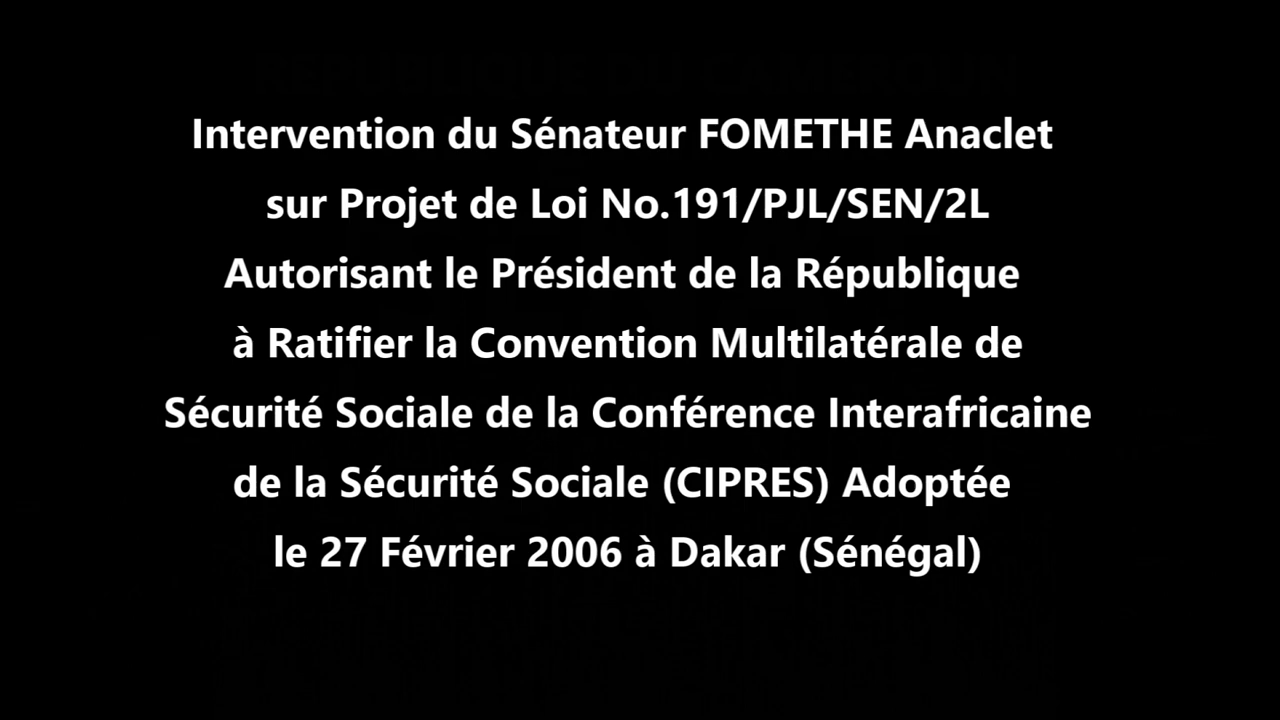 Intervention du Sénateur FOMETHE Anaclet
sur Projet de Loi No.191/PJL/SEN/2L
Autorisant le Président de la République
à Ratifier la Convention Multilatérale de
Sécurité Sociale de la Conférence Interafricaine
de la Sécurité Sociale (CIPRES) Adoptée
le 27 Février 2006 à Dakar (Sénégal)